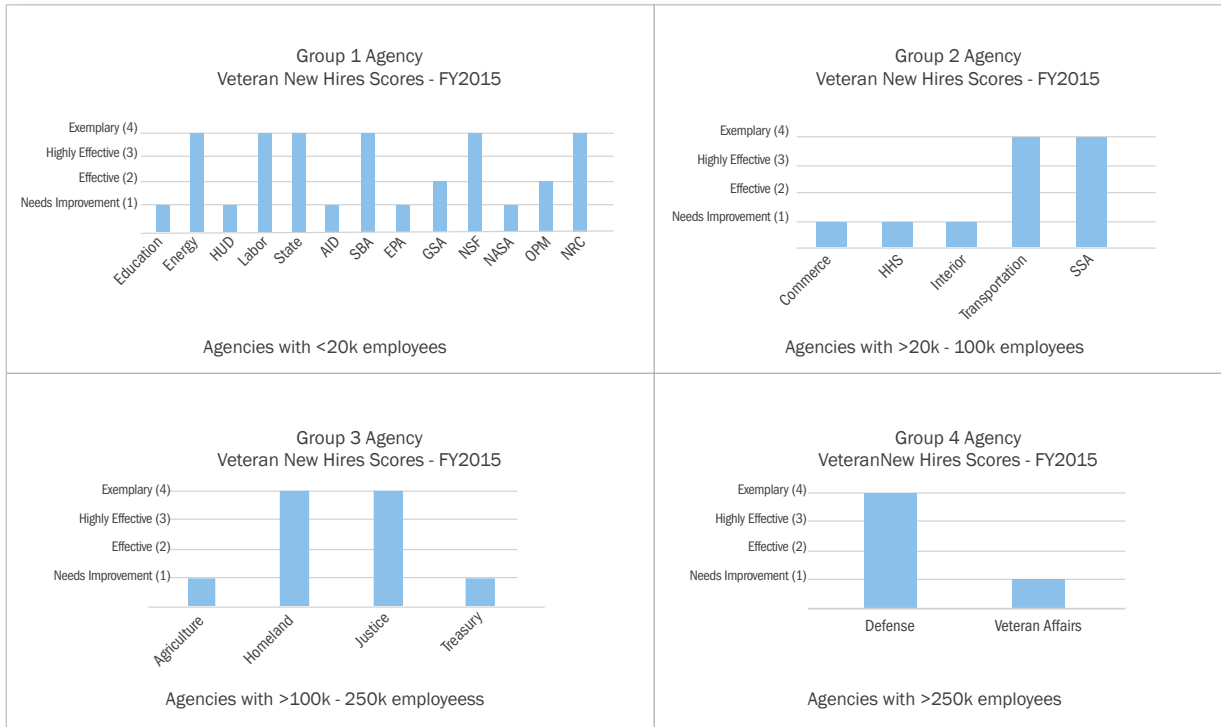 Group 1 Agency
Veteran New Hires Scores - FY2015
Exemplary (4)
Highly Effective (3)
Effective (2)
Needs Improvement (1)
Education
Energy
HUD
Labor
State
AID
SBA
EPA
GSA
NSF
NASA
OPM
NRC
Agencies with <20k employees
Group 2 Agency
Veteran New Hires Scores - FY2015
Exemplary (4)
Highly Effective (3)
Effective (2)
Needs Improvement (1)
Commerce
HHS
Interior
Transportation
SSA
Agencies with >20k - 100k employees
Group 3 Agency
Veteran New Hires Scores - FY2015
Exemplary (4)
Highly Effective (3)
Effective (2)
Needs Improvement (1)
Agriculture
Homeland
Justice
Treasury
Agencies with >100k - 250k employeess
Group 4 Agency
VeteranNew Hires Scores - FY2015
Exemplary (4)
Highly Effective (3)
Effective (2)
Needs Improvement (1)
Defense
Veteran Affairs
Agencies with >250k employees